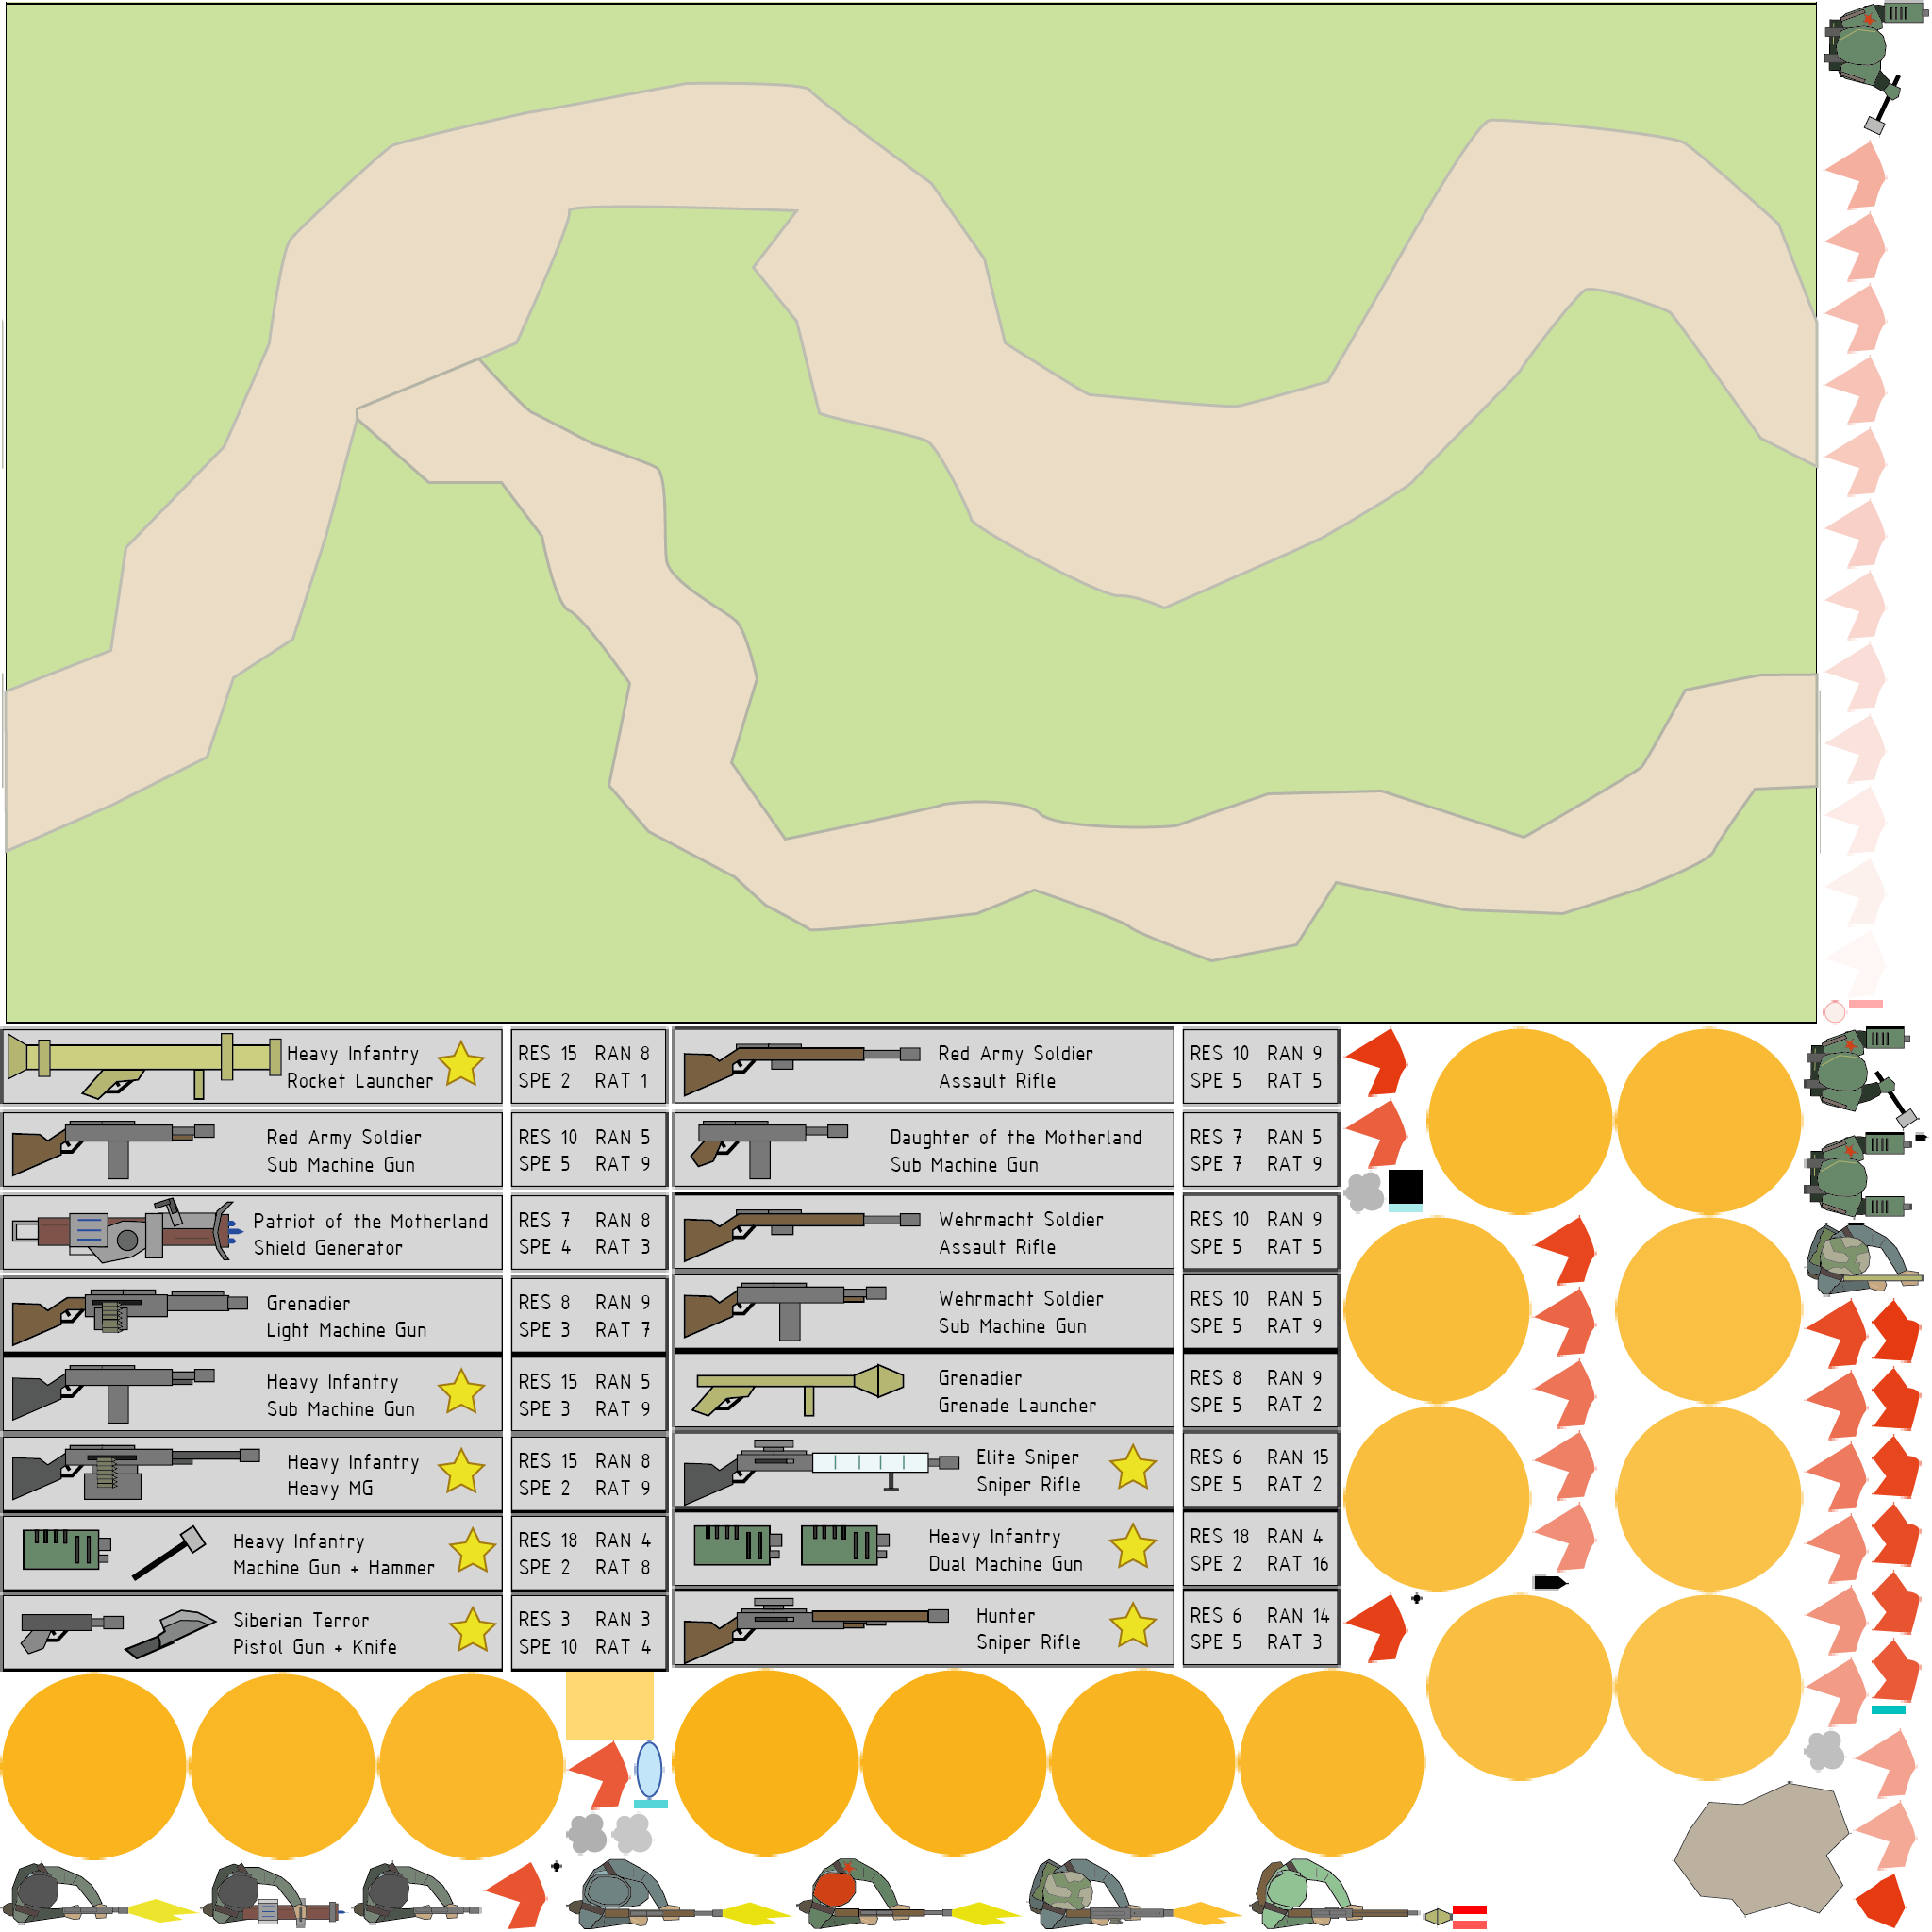 Heavy Infantry
Rocket Launcher
RES 15 RAN 8
SPE 2 RAT 1
Red Army Soldier
Assault Rifle
RES 10 RAN 9
SPE 5 RAT 5
Red Army Soldier
Sub Machine Gun
RES 10 RAN 5
SPE 5 RAT 9
Daughter of the Motherland
Sub Machine Gun
RES 7 RAN 5
SPE 7 RAT 9
Patriot of the Motherland
Shield Generator
RES 7 RAN 8
SPE 4 RAT 3
Wehrmacht Soldier
Assault Rifle
RES 10 RAN 9
SPE 5 RAT 5
Grenadier
Light Machine Gun
RES 8 RAN 9
SPE 3 RAT 7
Wehrmacht Soldier
Sub Machine Gun
RES 10 RAN 5
SPE 5 RAT 9
Heavy Infantry
Sub Machine Gun
RES 15 RAN 5
SPE 3 RAT 9
Grenadier
Grenade Launcher
RES 8 RAN 9
SPE 5 RAT 2
Heavy Infantry
Heavy MG
RES 15 RAN 8
SPE 2 RAT 9
Elite Sniper
Sniper Rifle
RES 6 RAN 15
SPE 5 RAT 2
Heavy Infantry
Machine Gun + Hammer
RES 18 RAN 4
SPE 2 RAT 8
Heavy Infantry
Dual Machine Gun
RES 18 RAN 4
SPE 2 RAT 16
Siberian Terror
Pistol Gun + Knife
RES 3 RAN 3
SPE 10 RAT 4
Hunter
Sniper Rifle
RES 6 RAN 14
SPE 5 RAT 3